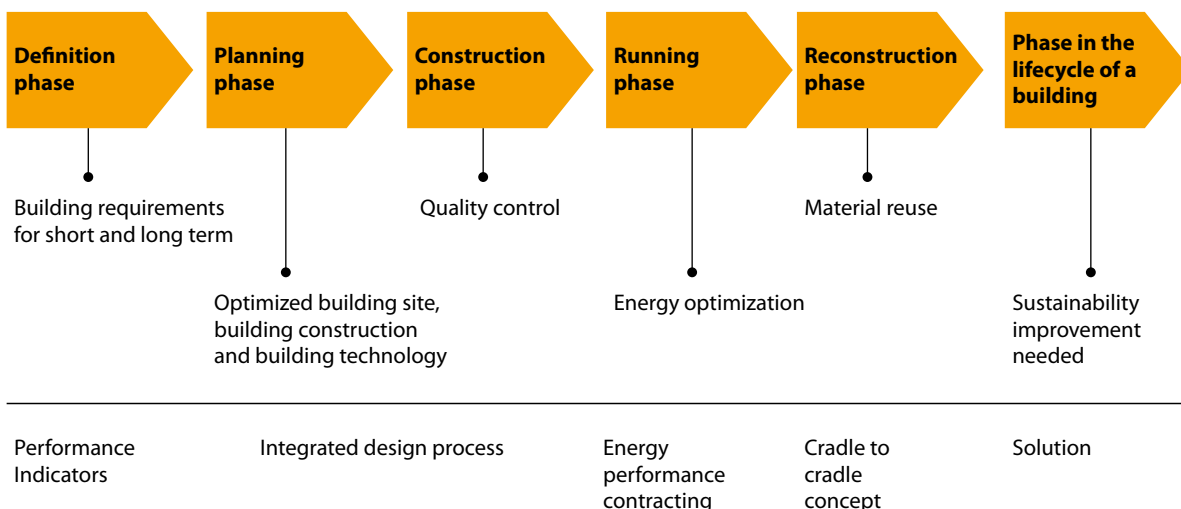 Definition
phase
Planning
phase
Construction
phase
Running
phase
Reconstruction
phase
Phase in the
lifecycle of a
building
Building requirements
for short and long term
Quality control
Material reuse
Optimized building site,
building construction
and building technology
Energy optimization
Sustainability
improvement
needed
Performance
Indicators
Integrated design process
Energy
performance
contracting
Cradle to
cradle
concept
Solution